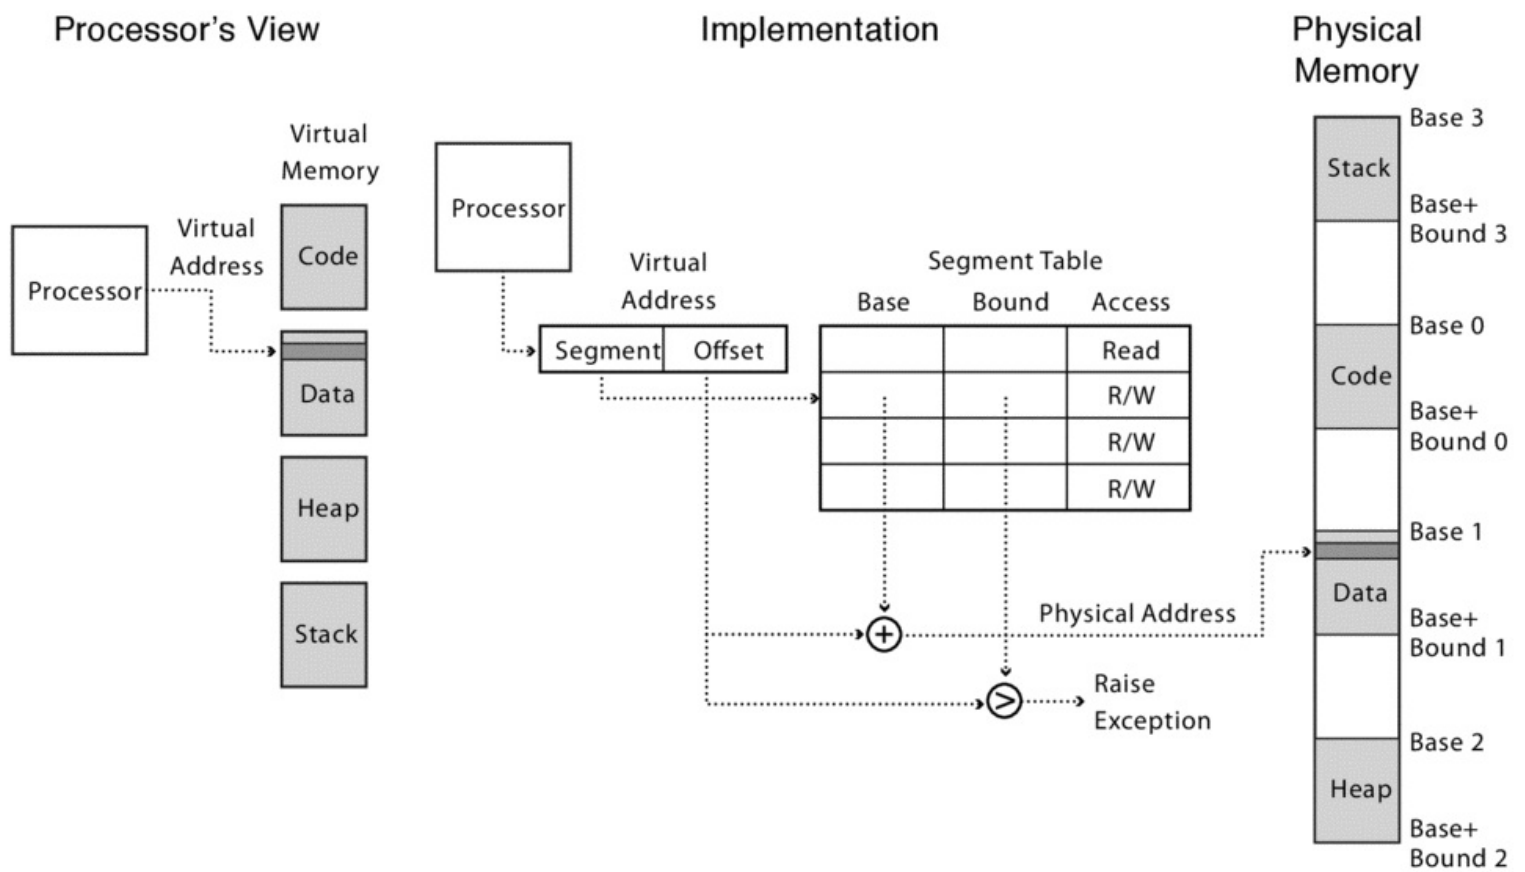 Processor's View
Implementation
Physical
Memory
Virtual
Memory
Processor
Virtual
Address
Code
Data
Heap
Stack
Processor
Virtual
Address
Segment Offset
Segment Table
Base Bound Access
Read
R/W
R/W
R/W
+
Physical Address
>
Raise
Exception
Base 3
Stack
Base+
Bound 3
Base 0
Code
Base+
Bound 0
Base 1
Data
Base+
Bound 1
Base 2
Heap
Base+
Bound 2